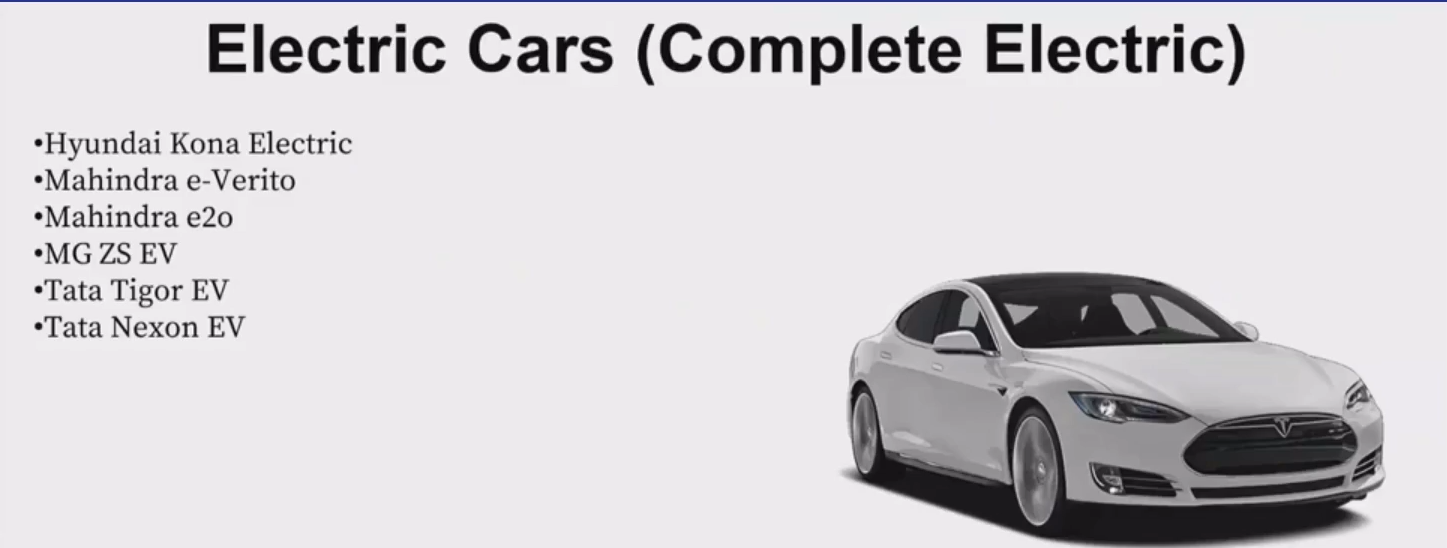 Electric Cars (Complete Electric)
•Hyundai Kona Electric
•Mahindra e-Verito
•Mahindra e2o
•MG ZS EV
•Tata Tigor EV
•Tata Nexon EV